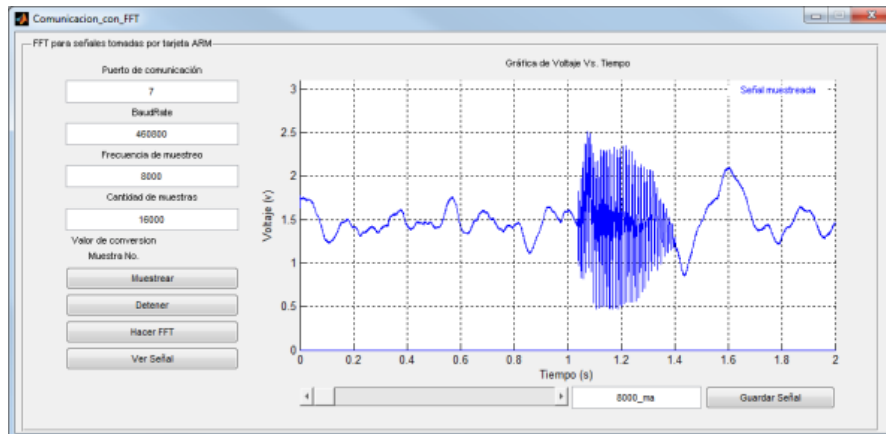 Comunicacion_con_FFT
FFT para señales tomadas por tarjeta ARM
Puerto de comunicación
7
BaudRate
460800
Frecuencia de muestreo
8000
Cantidad de muestras
16000
Valor de conversion
Muestra No.
Muestrear
Detener
Hacer FFT
Ver Señal
Gráfica de Voltaje Vs. Tiempo
Señal muestreada
Voltaje (v)
3
2.5
2
1.5
1
0.5
0
0 0.2 0.4 0.6 0.8 1 1.2 1.4 1.6 1.8 2
Tiempo (s)
8000_ma
Guardar Señal